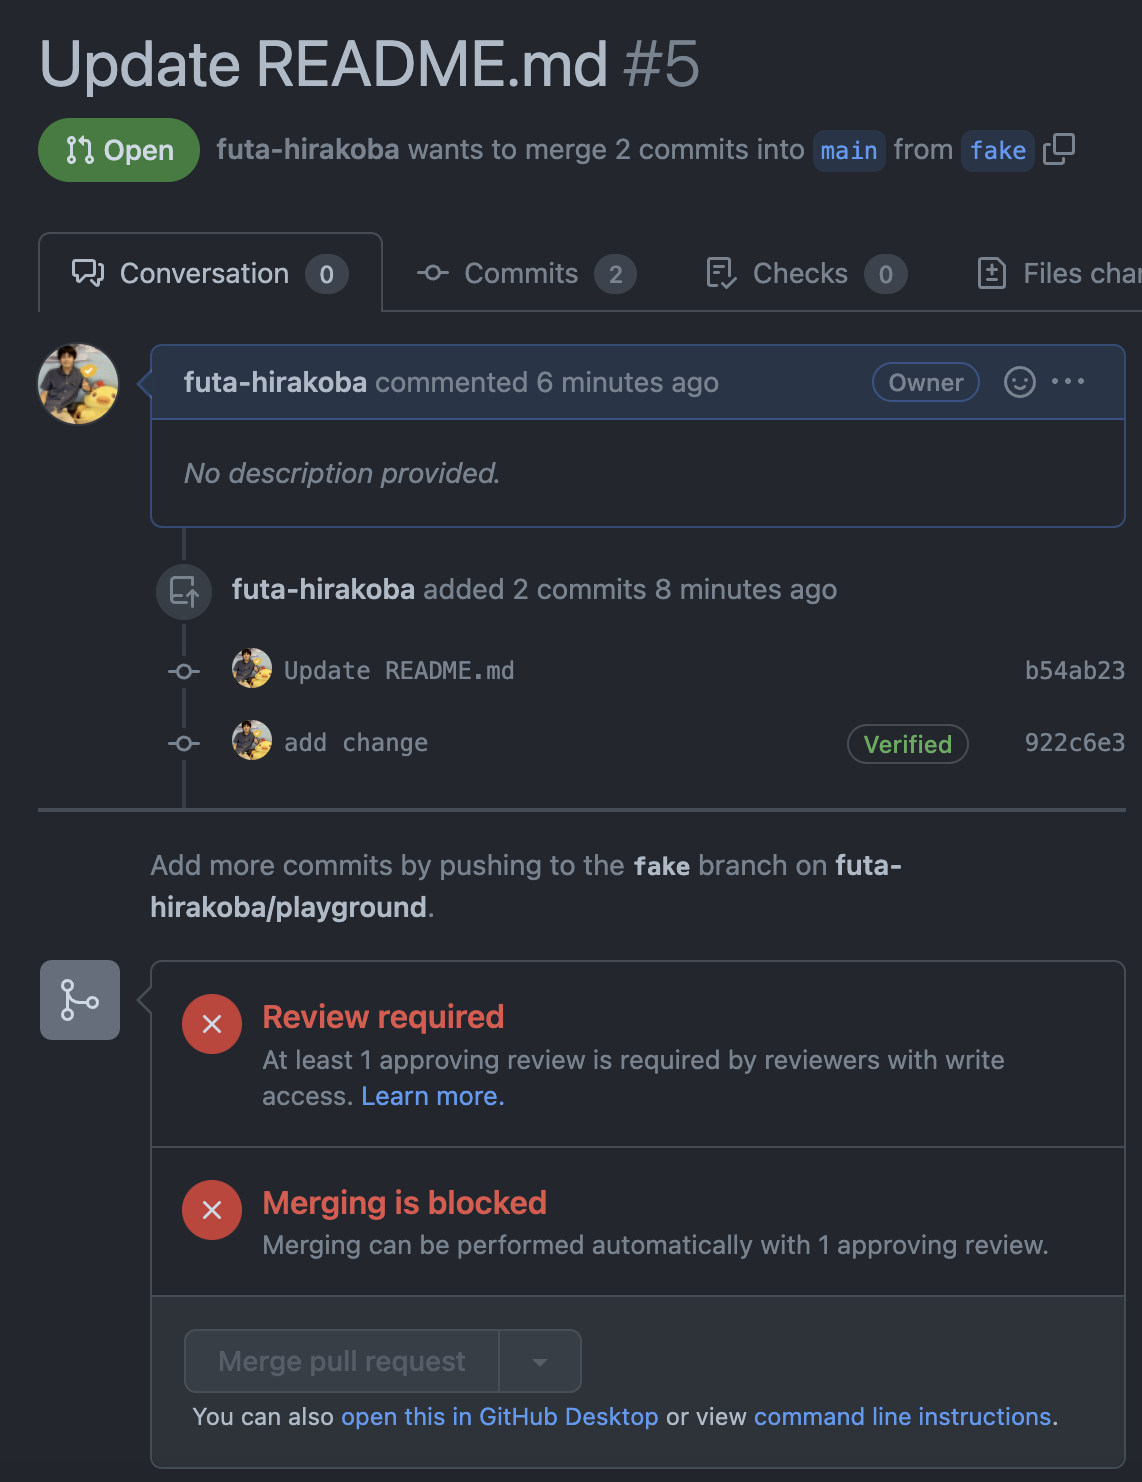 Update README.md #5
Open futa-hirakoba wants to merge 2 commits into main from fake
Conversation 0 Commits 2 Checks 0 Files
futa-hirakoba commented 6 minutes ago Owner
No description provided.
futa-hirakoba added 2 commits 8 minutes ago
Update README.md b54ab23
add change Verified 922c6e3
Add more commits by pushing to the fake branch on futa-
hirakoba/playground.
Review required
At least 1 approving review is required by reviewers with write
access. Learn more.
Merging is blocked
Merging can be performed automatically with 1 approving review.
Merge pull request
You can also open this in GitHub Desktop or view command line instructions.